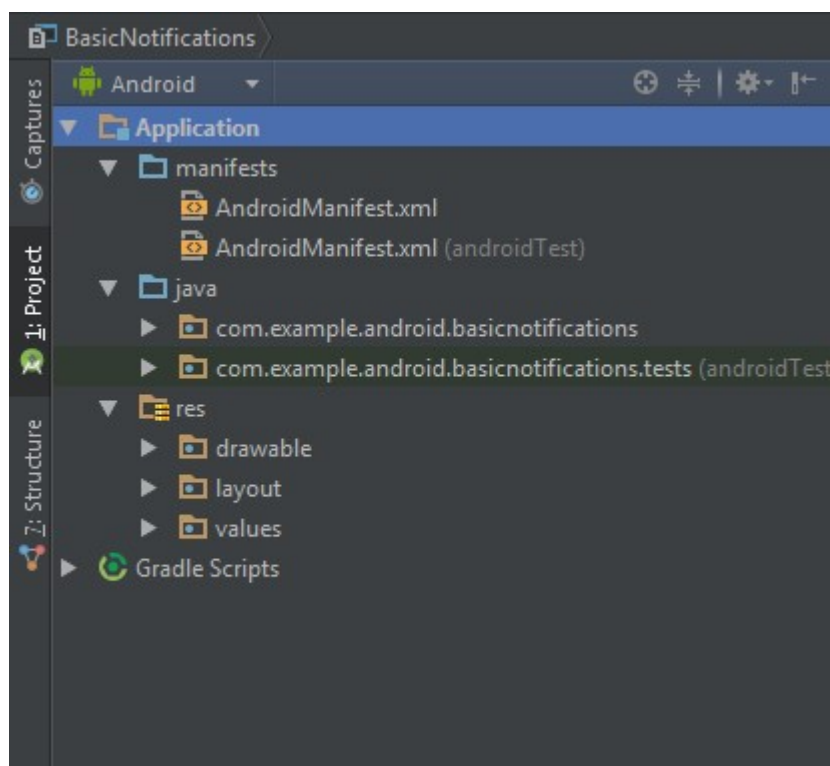 BasicNotifications
Captures
1: Project
7: Structure
Android
Application
manifests
AndroidManifest.xml
AndroidManifest.xml (androidTest)
java
com.example.android.basicnotifications
com.example.android.basicnotifications.tests (androidTest
res
drawable
layout
values
Gradle Scripts